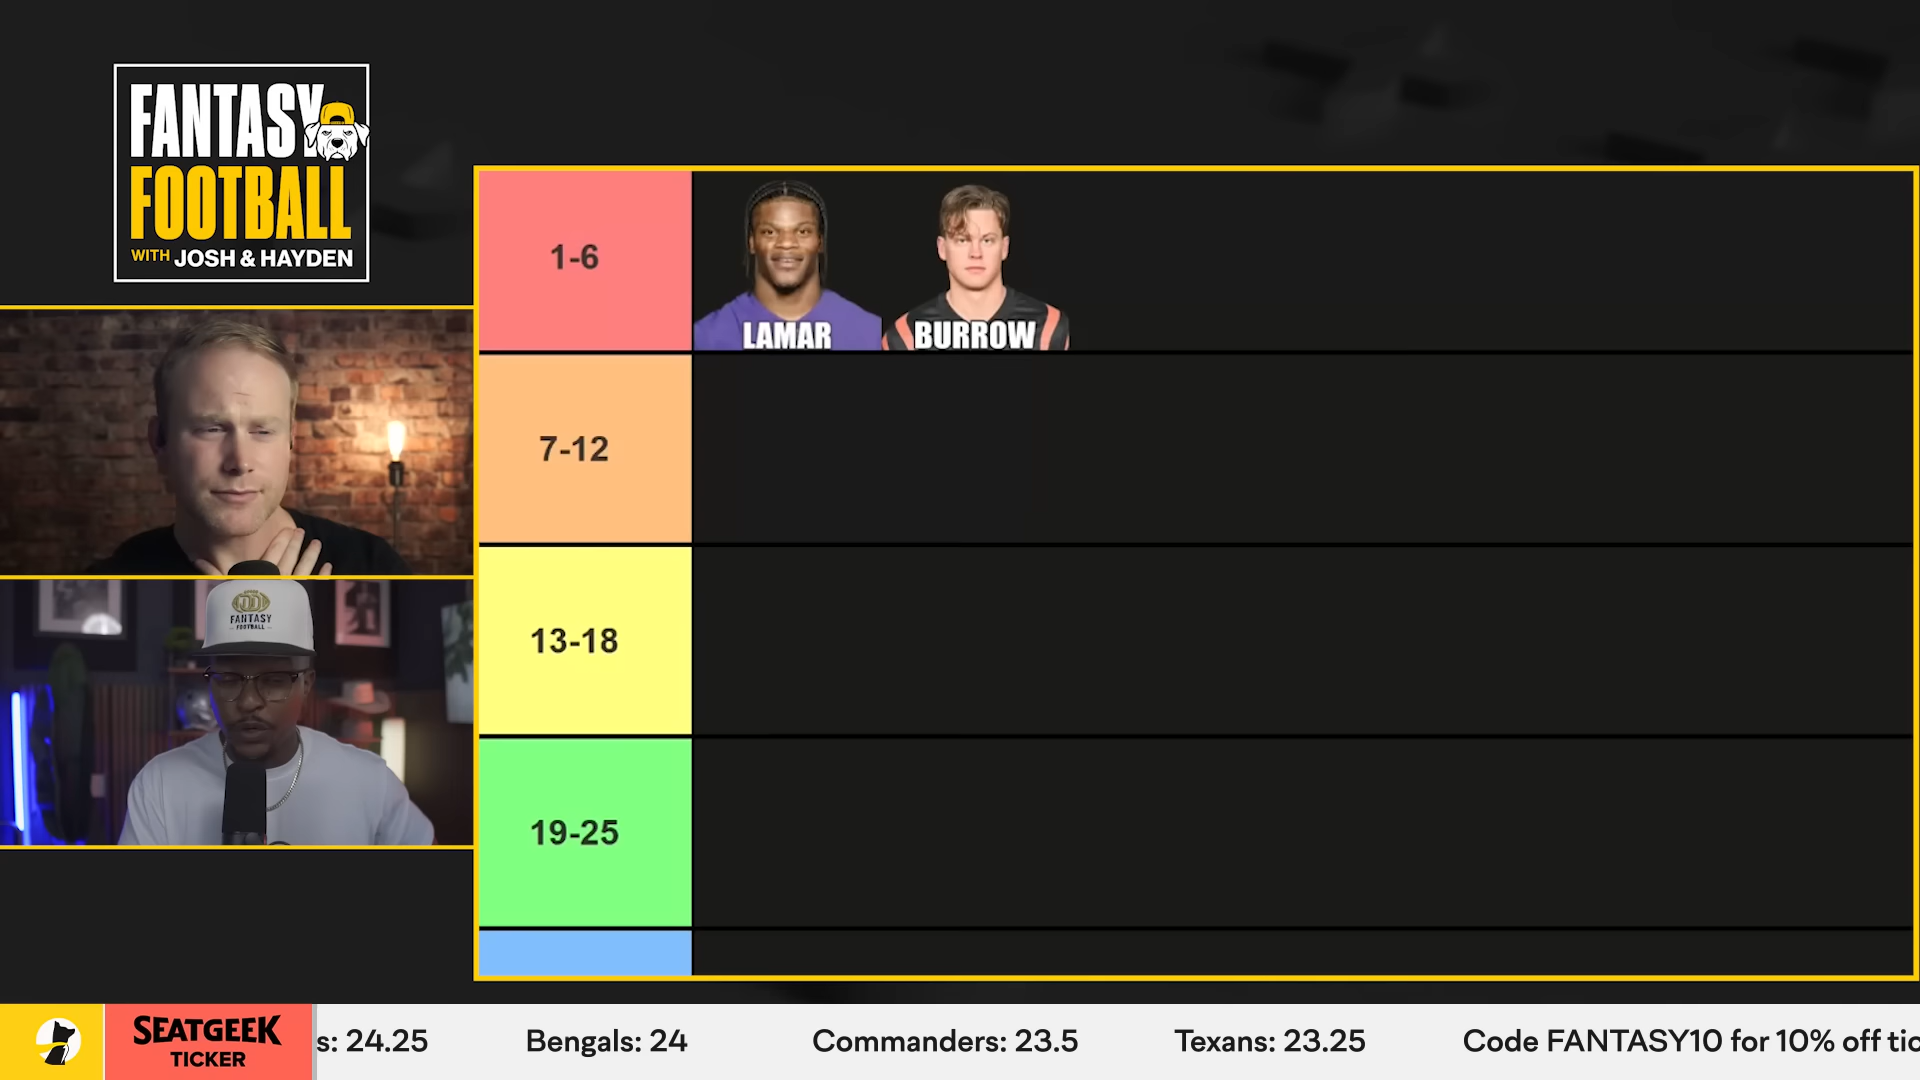 FANTASY
FOOTBALL
WITH JOSH & HAYDEN
1-6
LAMAR
BURROW
7-12
13-18
FANTASY
FOOTBALL
19-25
SEATGEEK
TICKER
s: 24.25
Bengals: 24
Commanders: 23.5
Texans: 23.25
Code FANTASY10 for 10% off tic